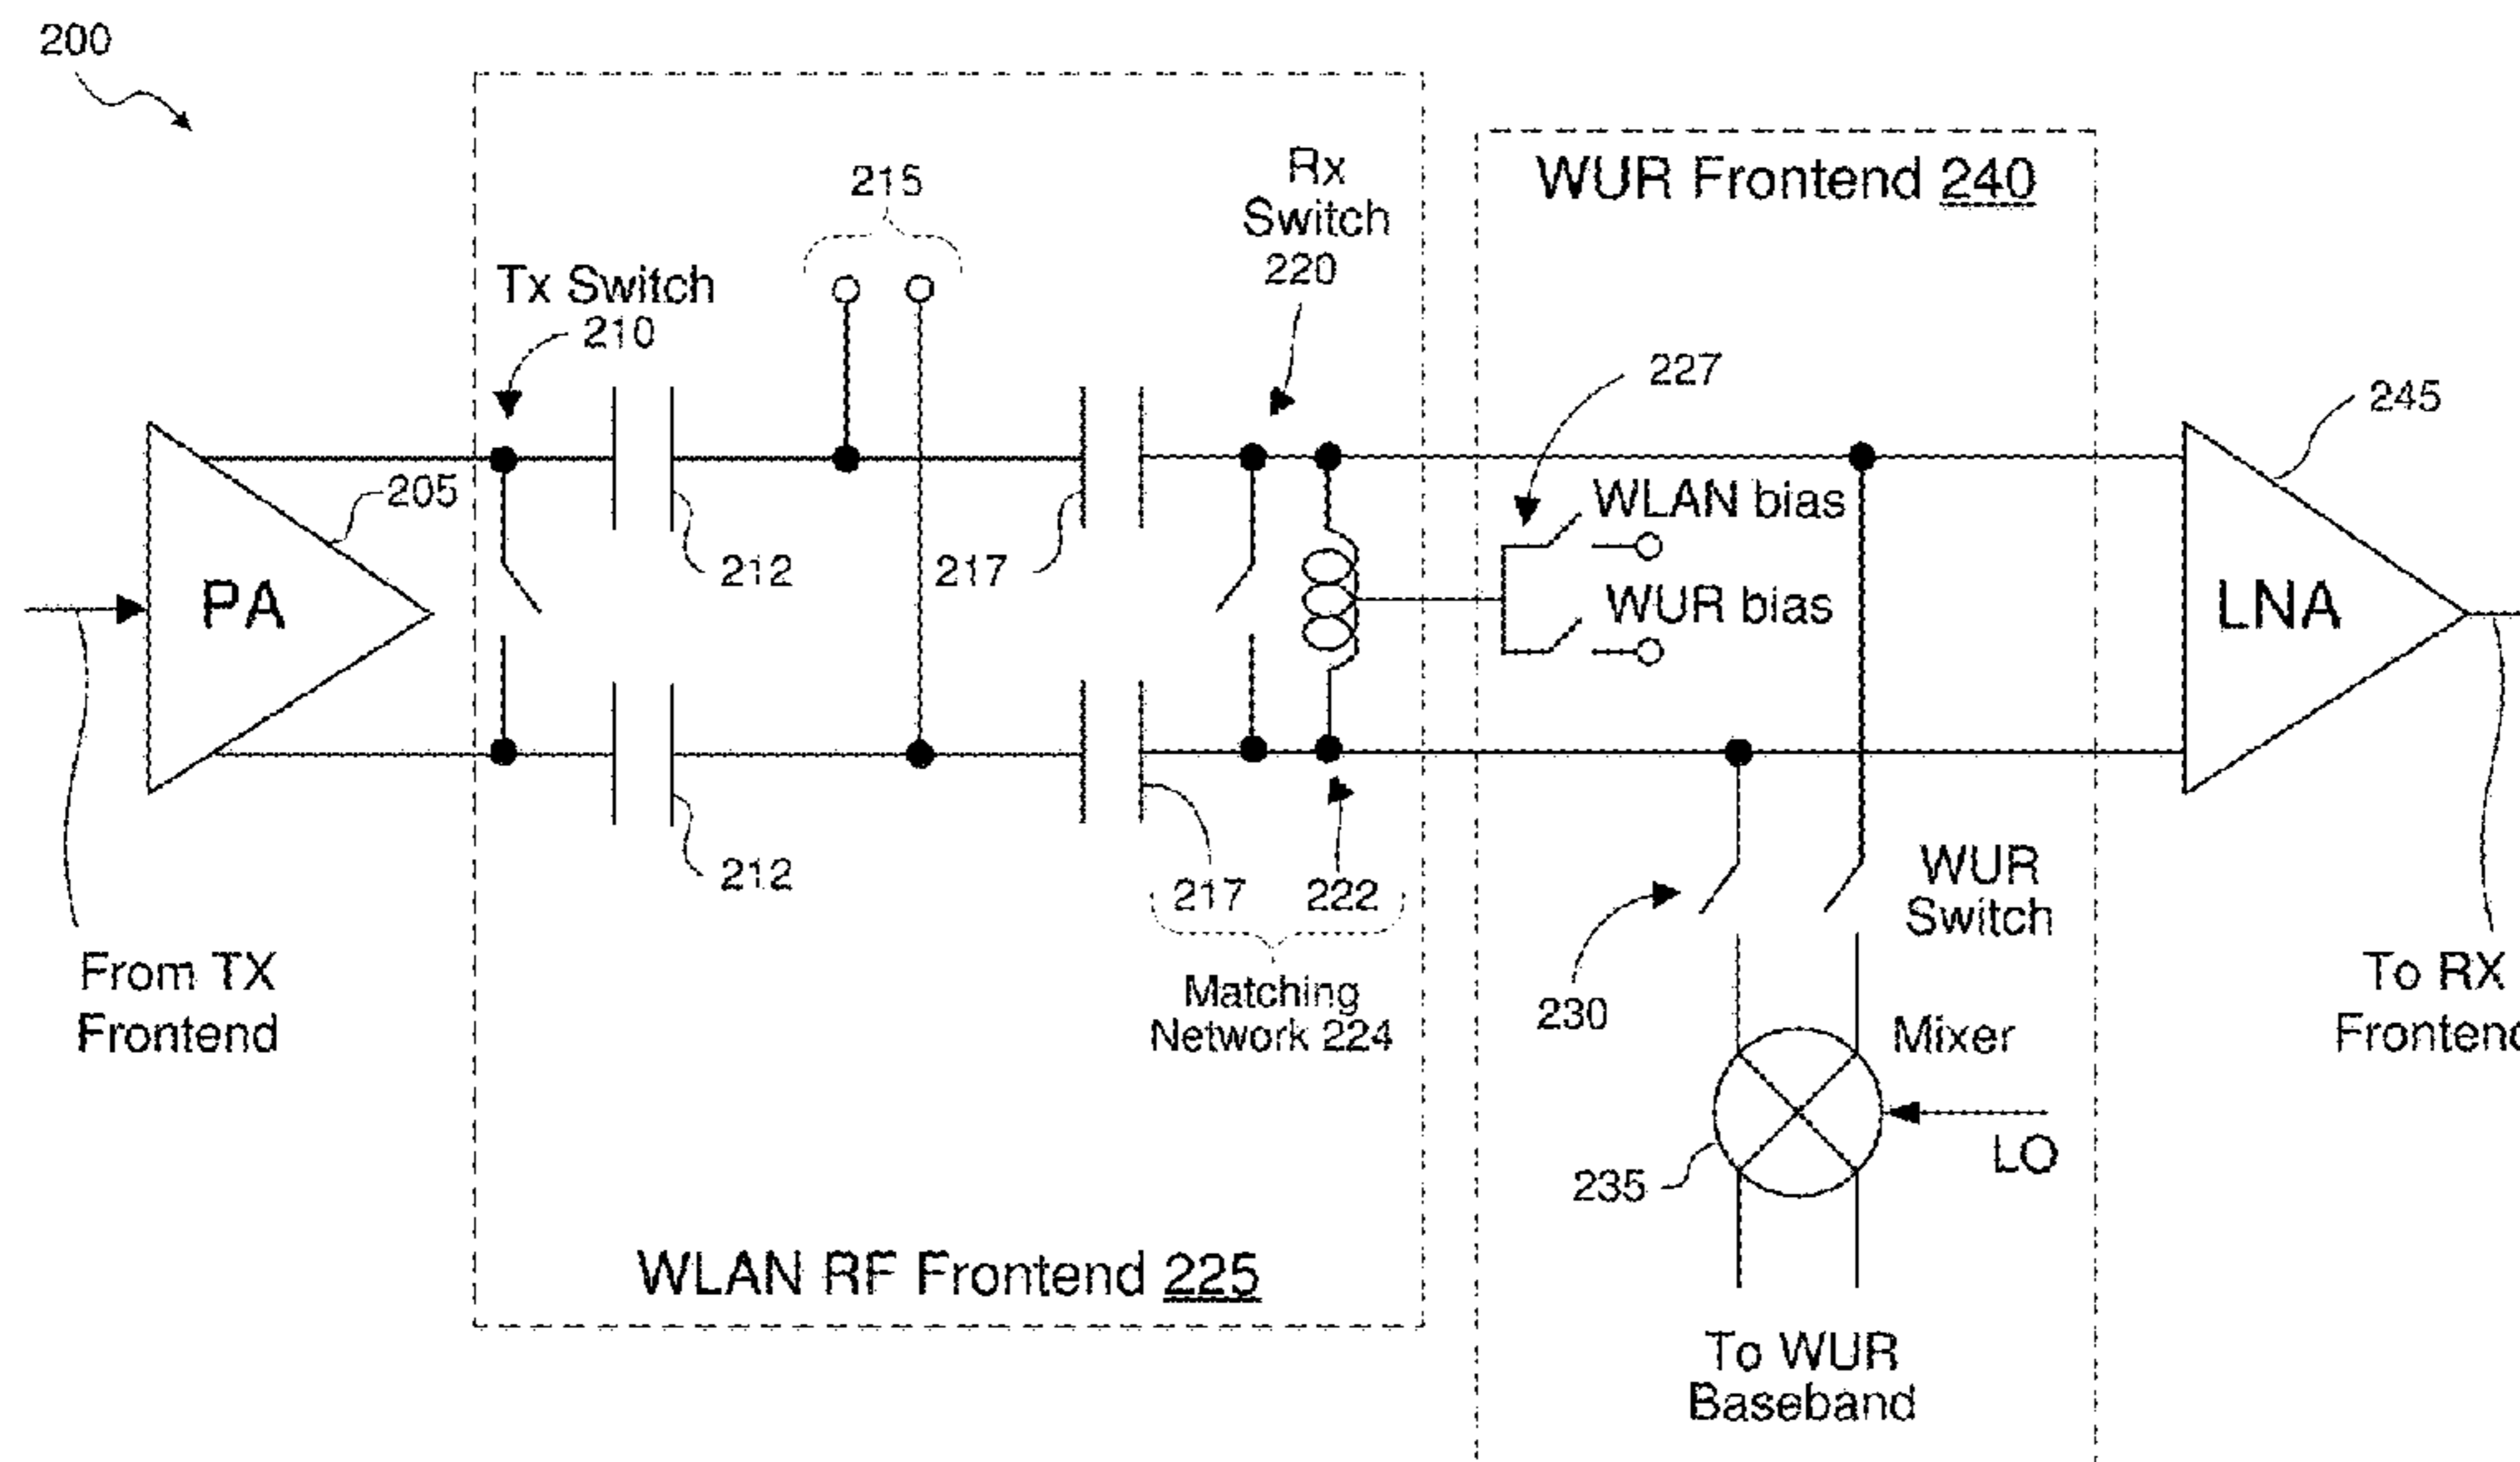 200
215
Rx
Switch
220
WUR Frontend 240
Tx Switch
210
227
245
205
WLAN bias
PA
212
217
WUR bias
LNA
212
217
222
WUR
Switch
From TX
Frontend
Matching
Network 224
230
Mixer
To RX
Frontend
235
LO
WLAN RF Frontend 225
To WUR
Baseband